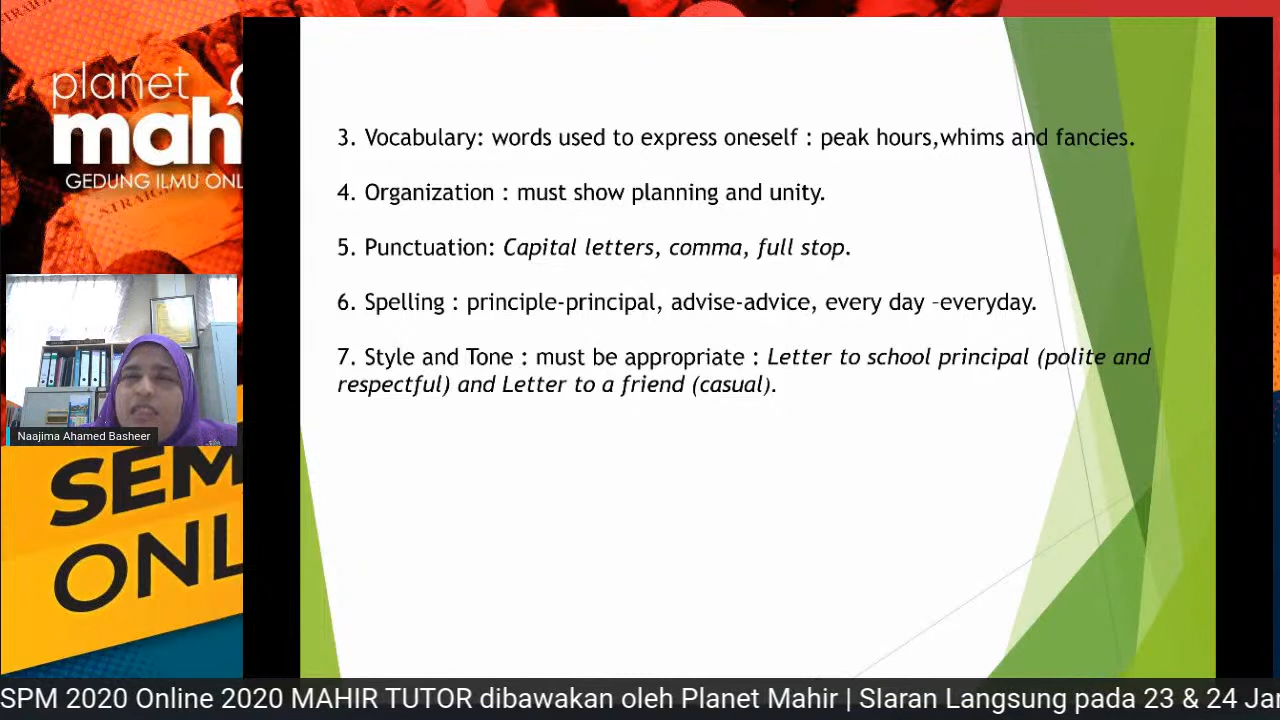 STRAIG
planet
mah
GEDUNG ILMU ONL
STRAIG
3. Vocabulary: words used to express oneself : peak hours,whims and fancies.
4. Organization : must show planning and unity.
5. Punctuation: Capital letters, comma, full stop.
6. Spelling : principle-principal, advise-advice, every day –everyday.
7. Style and Tone : must be appropriate : Letter to school principal (polite and
respectful) and Letter to a friend (casual).
Naajima Ahamed Basheer
SEM
ONL
SPM 2020 Online 2020 MAHIR TUTOR dibawakan oleh Planet Mahir | SIaran Langsung pada 23 & 24 Jan